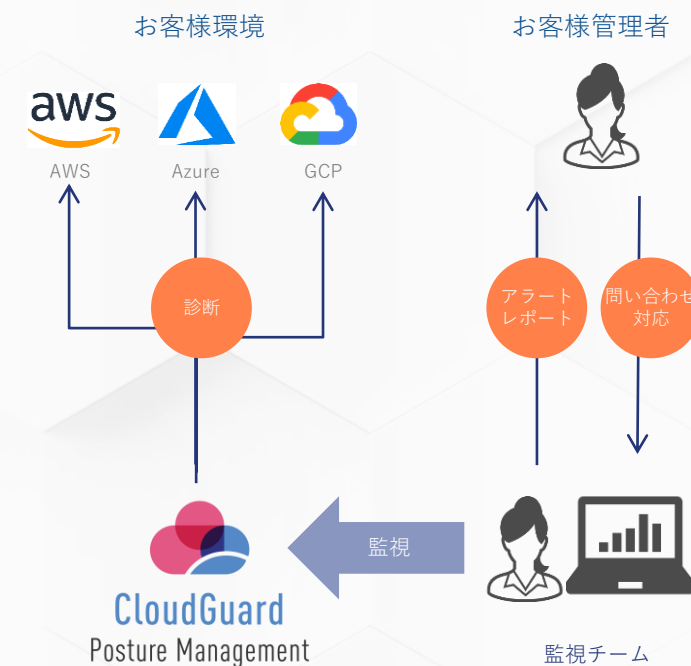 お客様環境
お客様管理者
aws
AWS
Azure
GCP
診断
アラート
レポート
問い合わせ
対応
監視
CloudGuard
Posture Management
監視チーム